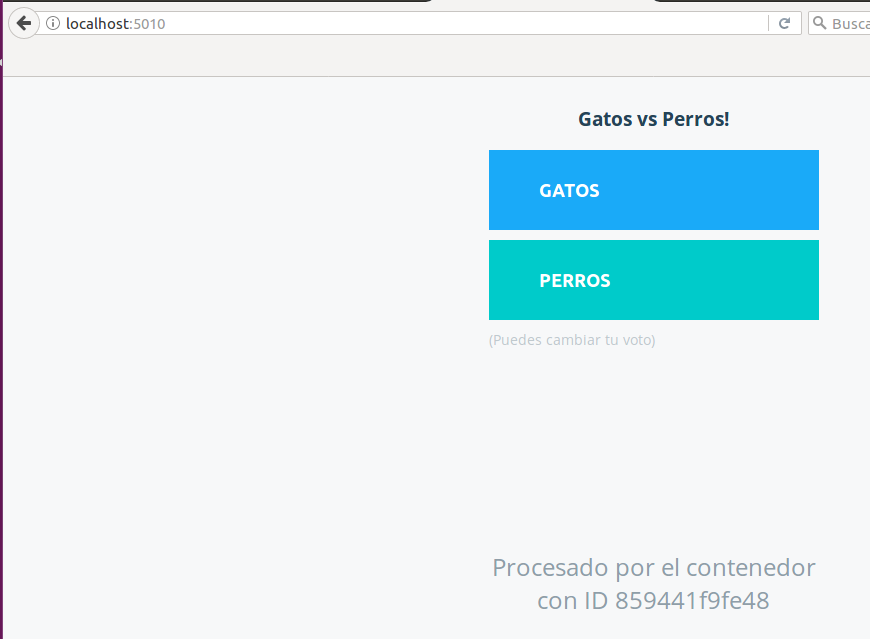 localhost:5010
Busca
Gatos vs Perros!
GATOS
PERROS
(Puedes cambiar tu voto)
Procesado por el contenedor
con ID 859441f9fe48